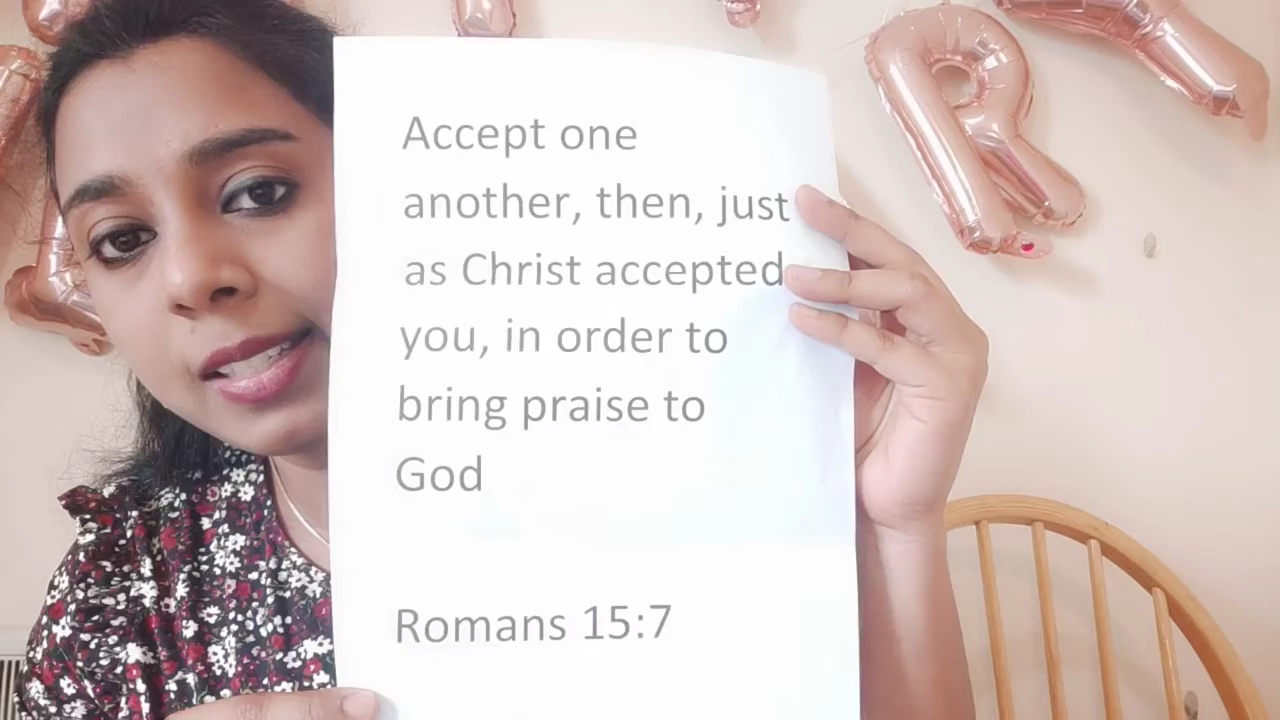 Accept one
another, then, just
as Christ accepted
you, in order to
bring praise to
God
Romans 15:7
R